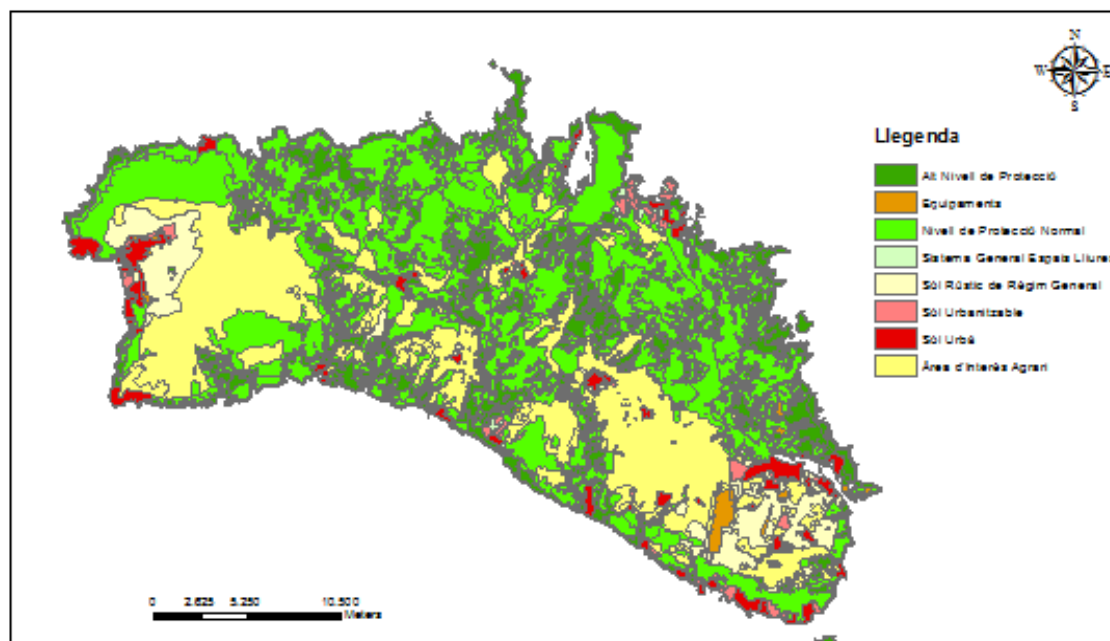 N
W E
S
Llegenda
Alt Nivell de Protecció
Equipaments
Nivell de Protecció Normal
Sistema General Espais Lliures
Sòl Rústic de Règim General
Sòl Urbanitzable
Sòl Urbà
Àrea d'Interès Agrari
0 2.625 5.250 10.500
Meters